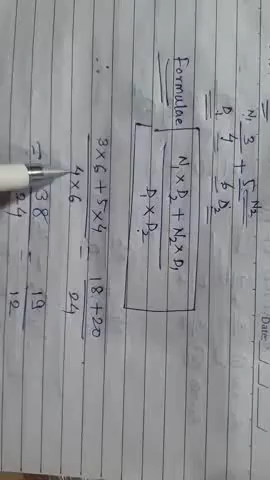 Date:
N₁ 3/4 D₁ + 5/6 N₂ D₂
Formulae
N₁ × D₂ + N₂ × D₁ / D₁ × D₂
∴ 3×6 + 5×4 / 4×6 = 18+20 / 24
= 38/24 = 19/12